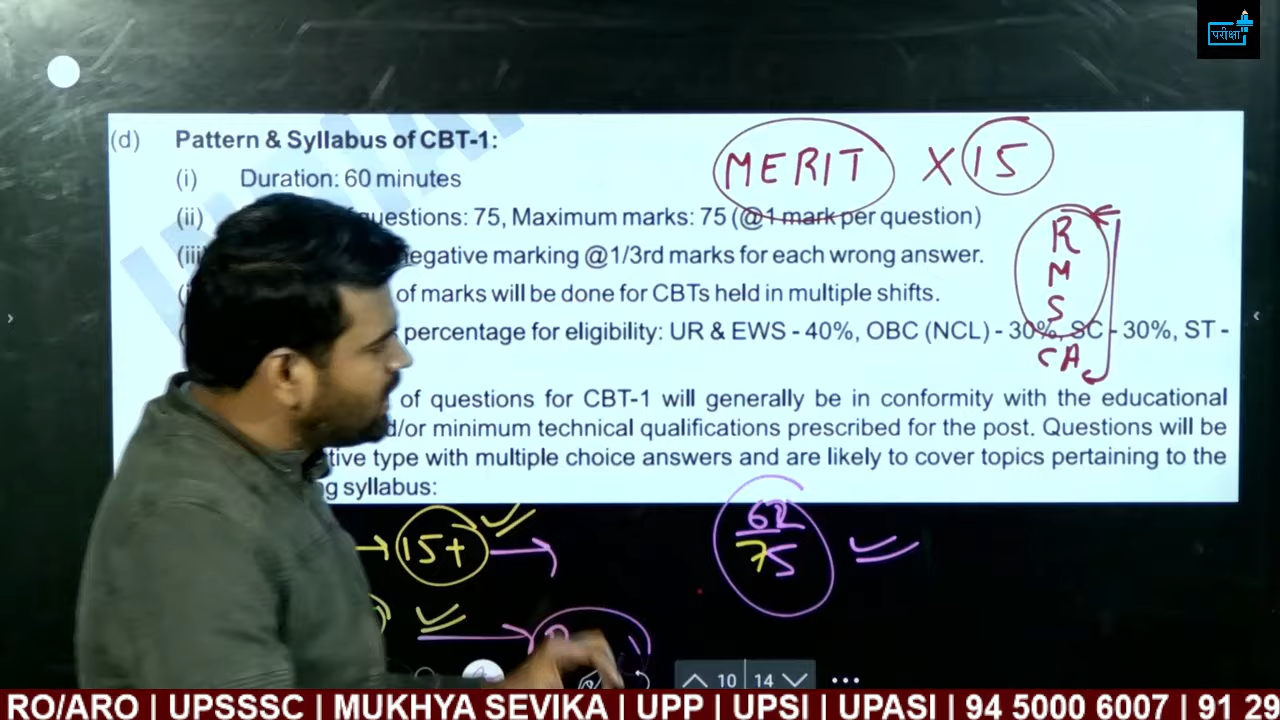 परीक्षा
(d) Pattern & Syllabus of CBT-1:
MERIT X 15
(i) Duration: 60 minutes
(ii) questions: 75, Maximum marks: 75 (@1 mark per question)
R
(iii) negative marking @1/3rd marks for each wrong answer.
M
of marks will be done for CBTs held in multiple shifts.
S
percentage for eligibility: UR & EWS - 40%, OBC (NCL) - 30%, SC - 30%, ST -
CA
of questions for CBT-1 will generally be in conformity with the educational
d/or minimum technical qualifications prescribed for the post. Questions will be
tive type with multiple choice answers and are likely to cover topics pertaining to the
g syllabus:
62
15+
75
10 14
RO/ARO | UPSSSC | MUKHYA SEVIKA | UPP | UPSI | UPASI | 94 5000 6007 | 91 29